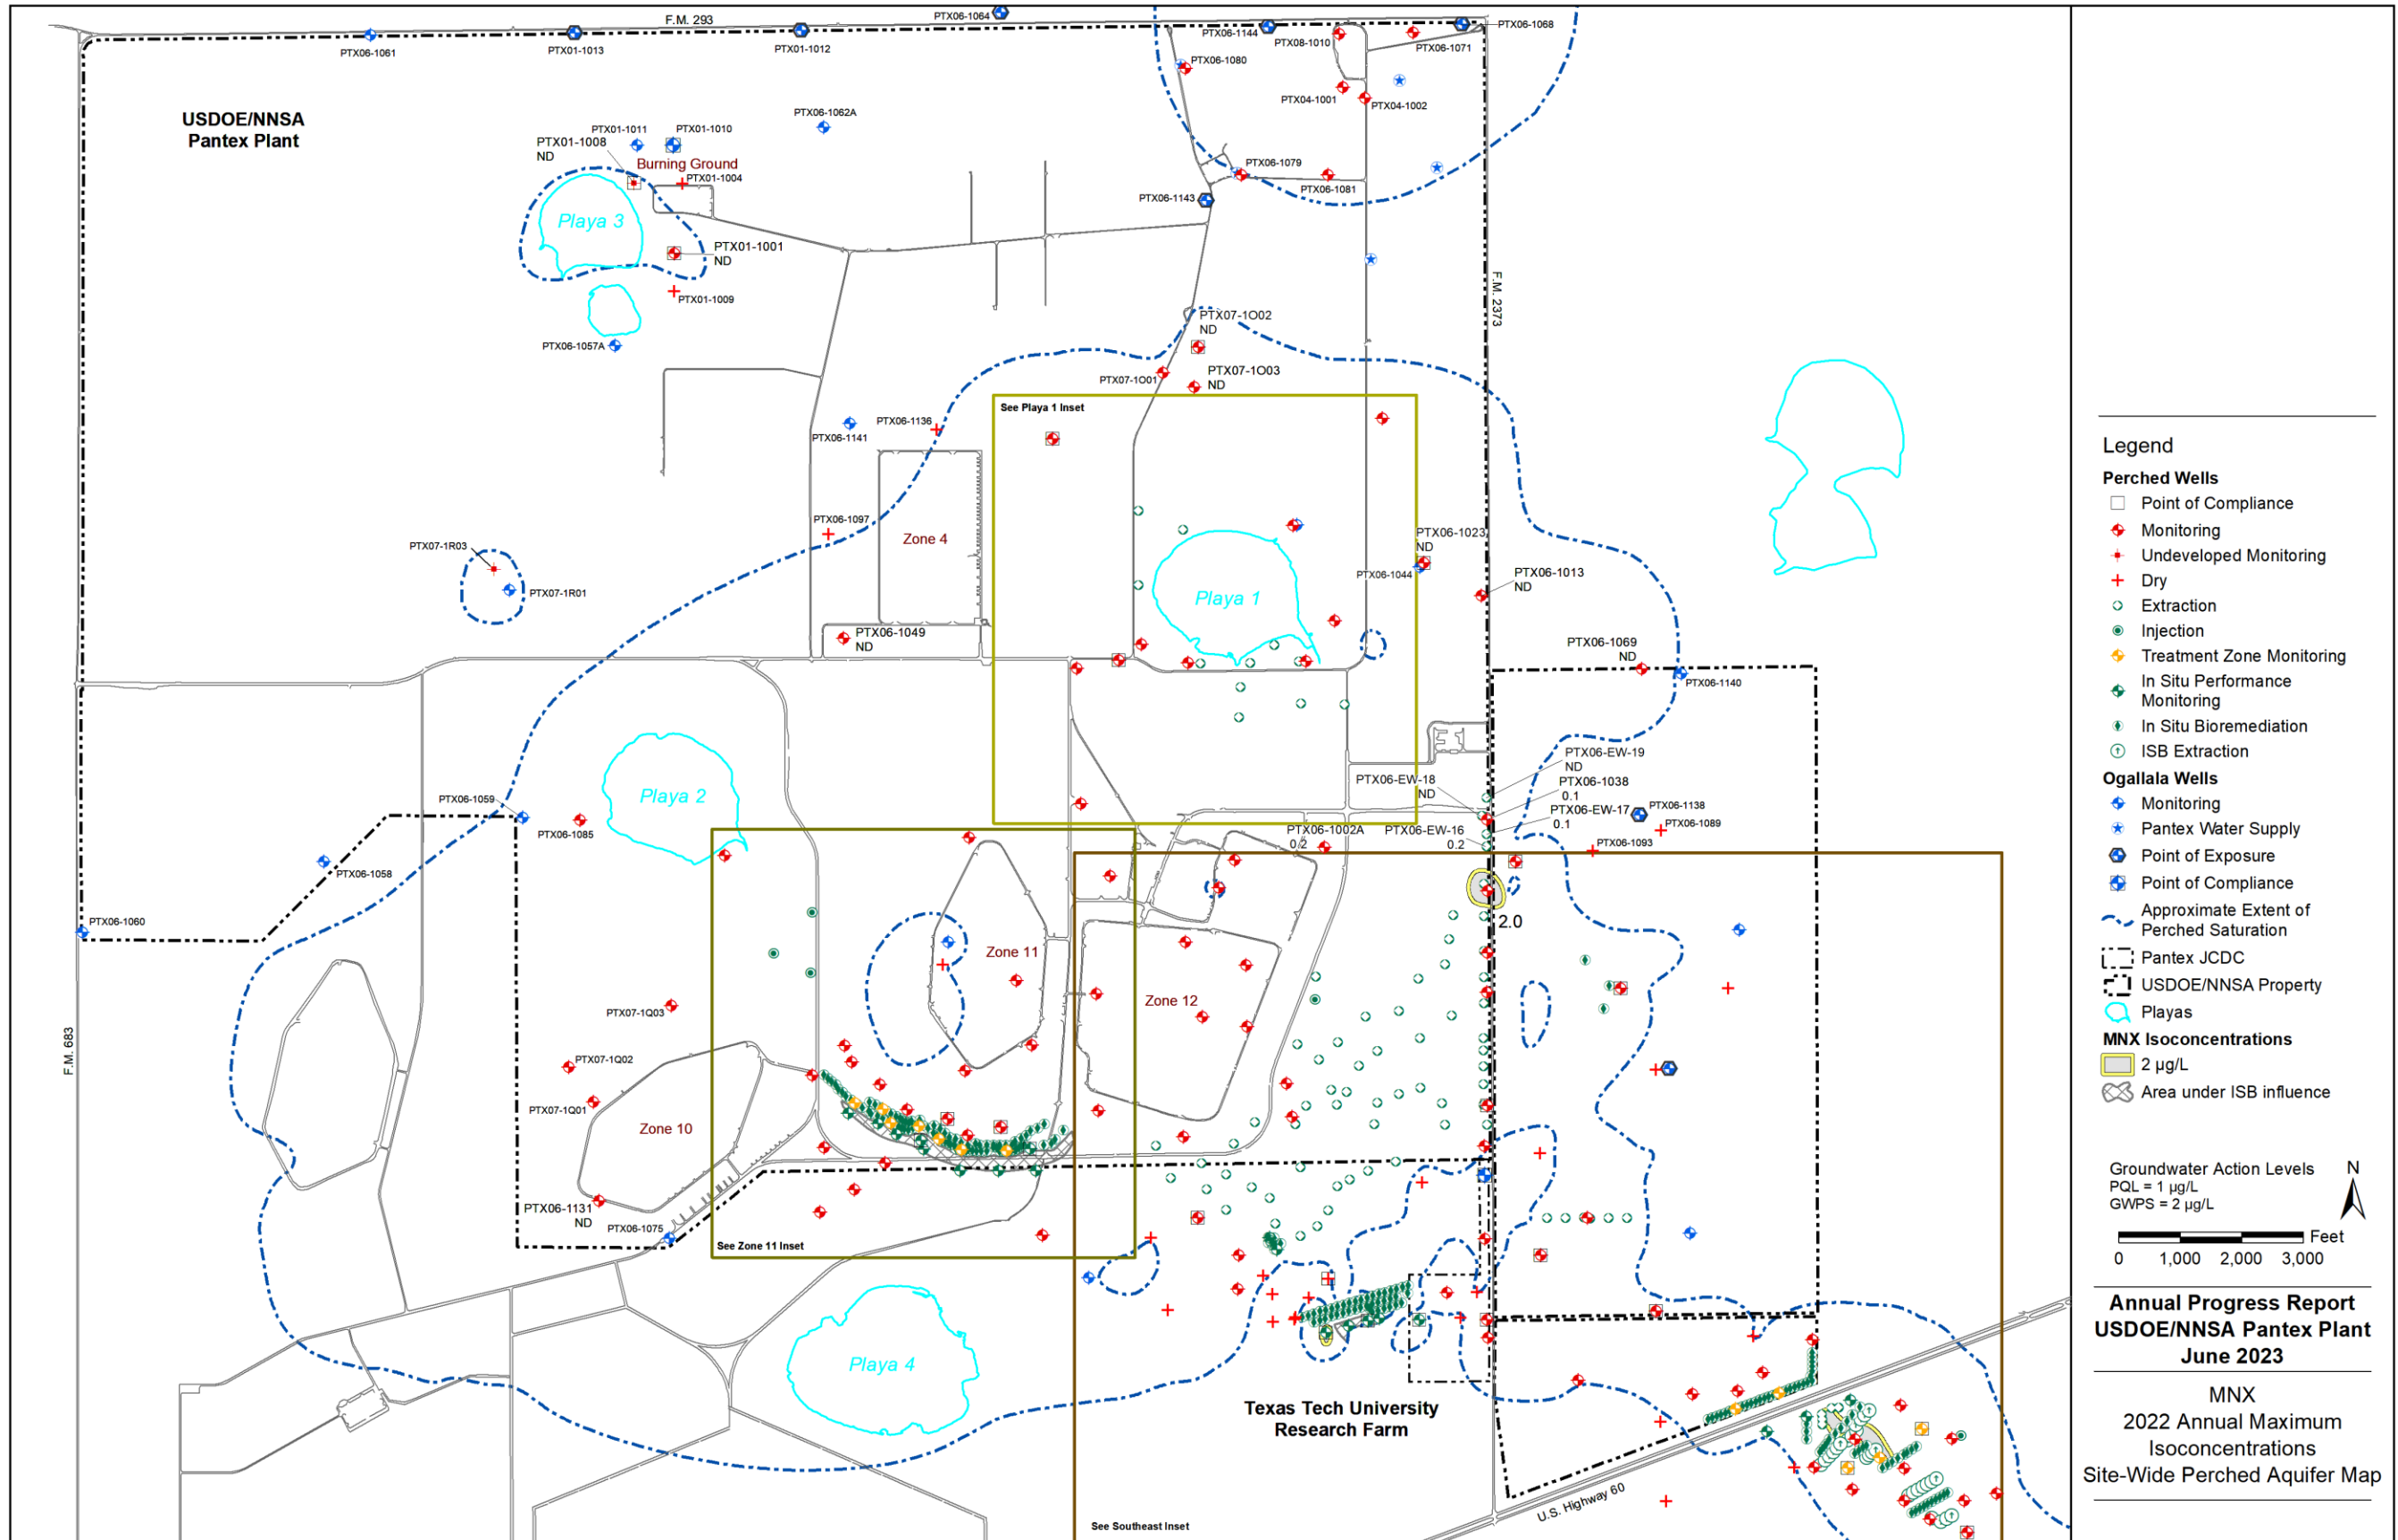 F.M. 293
PTX06-1064
PTX06-1061
PTX01-1013
PTX01-1012
PTX06-1144
PTX08-1010
PTX06-1071
PTX06-1068
PTX06-1080
PTX04-1001
PTX04-1002
USDOE/NNSA
Pantex Plant
PTX06-1062A
PTX01-1011
PTX01-1010
PTX01-1008
ND
Burning Ground
PTX01-1004
PTX06-1079
PTX06-1081
PTX06-1143
Playa 3
PTX01-1001
ND
PTX01-1009
F.M. 2373
PTX06-1057A
PTX07-1O02
ND
PTX07-1O01
PTX07-1O03
ND
See Playa 1 Inset
PTX06-1141
PTX06-1136
PTX06-1097
Zone 4
PTX07-1R03
PTX07-1R01
PTX06-1023
ND
PTX06-1044
PTX06-1013
ND
Playa 1
PTX06-1049
ND
PTX06-1069
ND
PTX06-1140
Playa 2
PTX06-1059
PTX06-1085
PTX06-EW-19
ND
PTX06-EW-18
ND
PTX06-1038
0.1
PTX06-EW-17
0.1
PTX06-1138
PTX06-1089
PTX06-1093
PTX06-1002A
0.2
PTX06-EW-16
0.2
PTX06-1058
PTX06-1060
2.0
Zone 11
Zone 12
PTX07-1Q03
F.M. 683
PTX07-1Q02
PTX07-1Q01
Zone 10
PTX06-1131
ND
PTX06-1075
See Zone 11 Inset
Playa 4
Texas Tech University
Research Farm
U.S. Highway 60
See Southeast Inset
Legend
Perched Wells
Point of Compliance
Monitoring
Undeveloped Monitoring
Dry
Extraction
Injection
Treatment Zone Monitoring
In Situ Performance
Monitoring
In Situ Bioremediation
ISB Extraction
Ogallala Wells
Monitoring
Pantex Water Supply
Point of Exposure
Point of Compliance
Approximate Extent of
Perched Saturation
Pantex JCDC
USDOE/NNSA Property
Playas
MNX Isoconcentrations
2 µg/L
Area under ISB influence
Groundwater Action Levels
PQL = 1 µg/L
GWPS = 2 µg/L
N
Feet
0 1,000 2,000 3,000
Annual Progress Report
USDOE/NNSA Pantex Plant
June 2023
MNX
2022 Annual Maximum
Isoconcentrations
Site-Wide Perched Aquifer Map